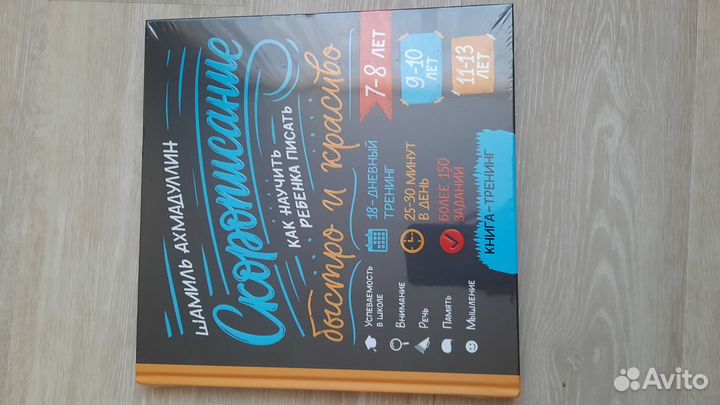 ШАМИЛЬ АХМАДУЛЛИН
Скорописание
КАК НАУЧИТЬ
РЕБЕНКА ПИСАТЬ
быстро и красиво
7-8 ЛЕТ
9-10
ЛЕТ
11-13
ЛЕТ
Успеваемость
в школе
Внимание
Речь
Память
Мышление
18-ДНЕВНЫЙ
ТРЕНИНГ
25-30 МИНУТ
В ДЕНЬ
БОЛЕЕ 150
ЗАДАНИЙ
КНИГА-ТРЕНИНГ
Avito